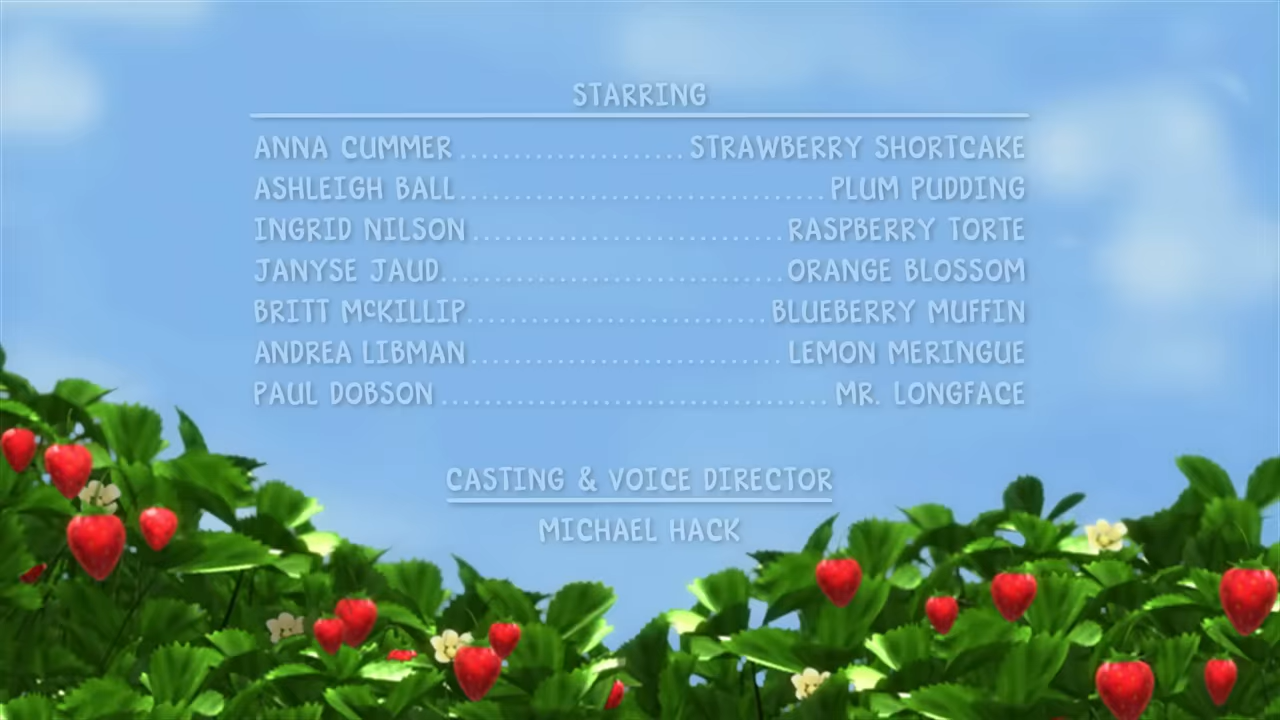 STARRING
ANNA CUMMER.....................STRAWBERRY SHORTCAKE
ASHLEIGH BALL..................................PLUM PUDDING
INGRID NILSON.............................RASPBERRY TORTE
JANYSE JAUD................................ORANGE BLOSSOM
BRITT McKILLIP............................BLUEBERRY MUFFIN
ANDREA LIBMAN.............................LEMON MERINGUE
PAUL DOBSON....................................MR. LONGFACE
CASTING & VOICE DIRECTOR
MICHAEL HACK